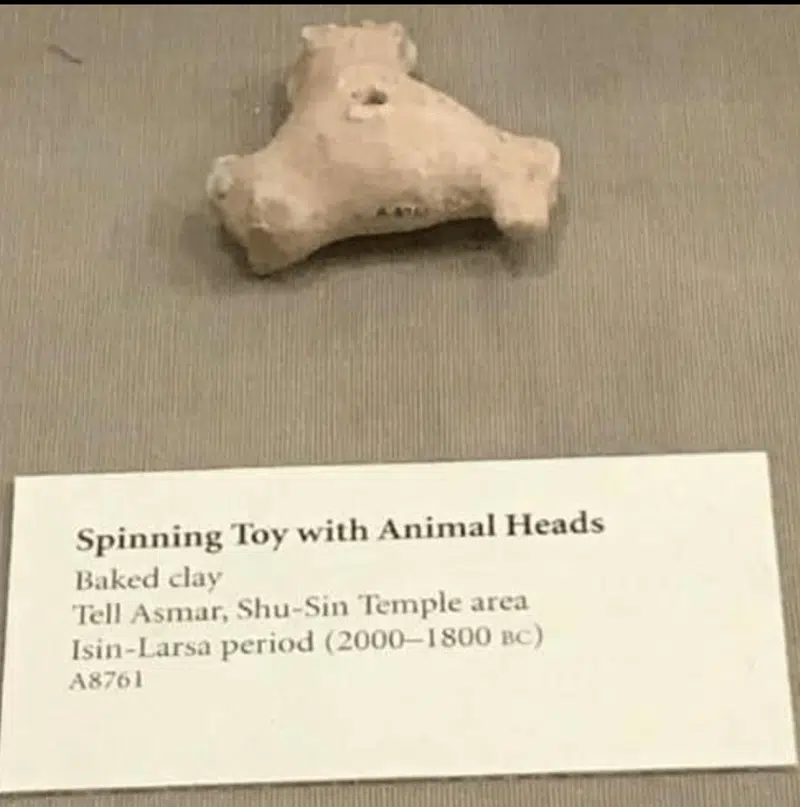 Spinning Toy with Animal Heads
Baked clay
Tell Asmar, Shu-Sin Temple area
Isin-Larsa period (2000–1800 BC)
A8761